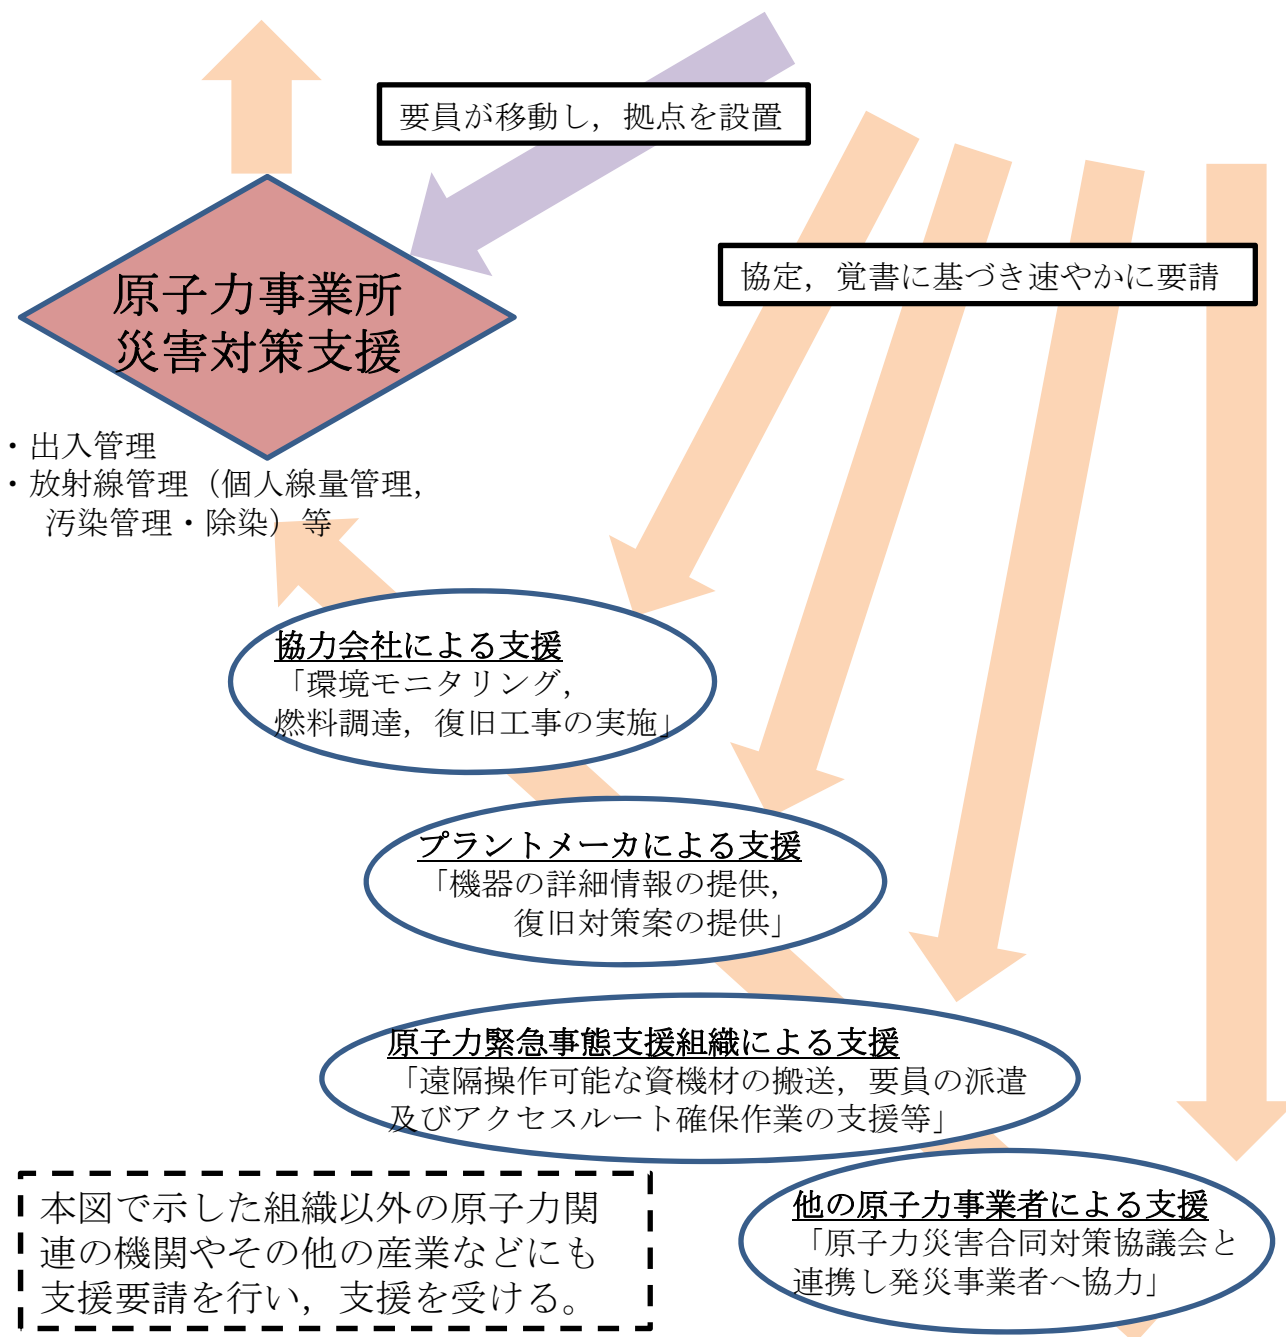 要員が移動し，拠点を設置
協定，覚書に基づき速やかに要請
原子力事業所
災害対策支援
・出入管理
・放射線管理（個人線量管理，
汚染管理・除染）等
協力会社による支援
「環境モニタリング，
燃料調達，復旧工事の実施」
プラントメーカによる支援
「機器の詳細情報の提供，
復旧対策案の提供」
原子力緊急事態支援組織による支援
「遠隔操作可能な資機材の搬送，要員の派遣
及びアクセスルート確保作業の支援等」
他の原子力事業者による支援
「原子力災害合同対策協議会と
連携し発災事業者へ協力」
本図で示した組織以外の原子力関
連の機関やその他の産業などにも
支援要請を行い，支援を受ける。